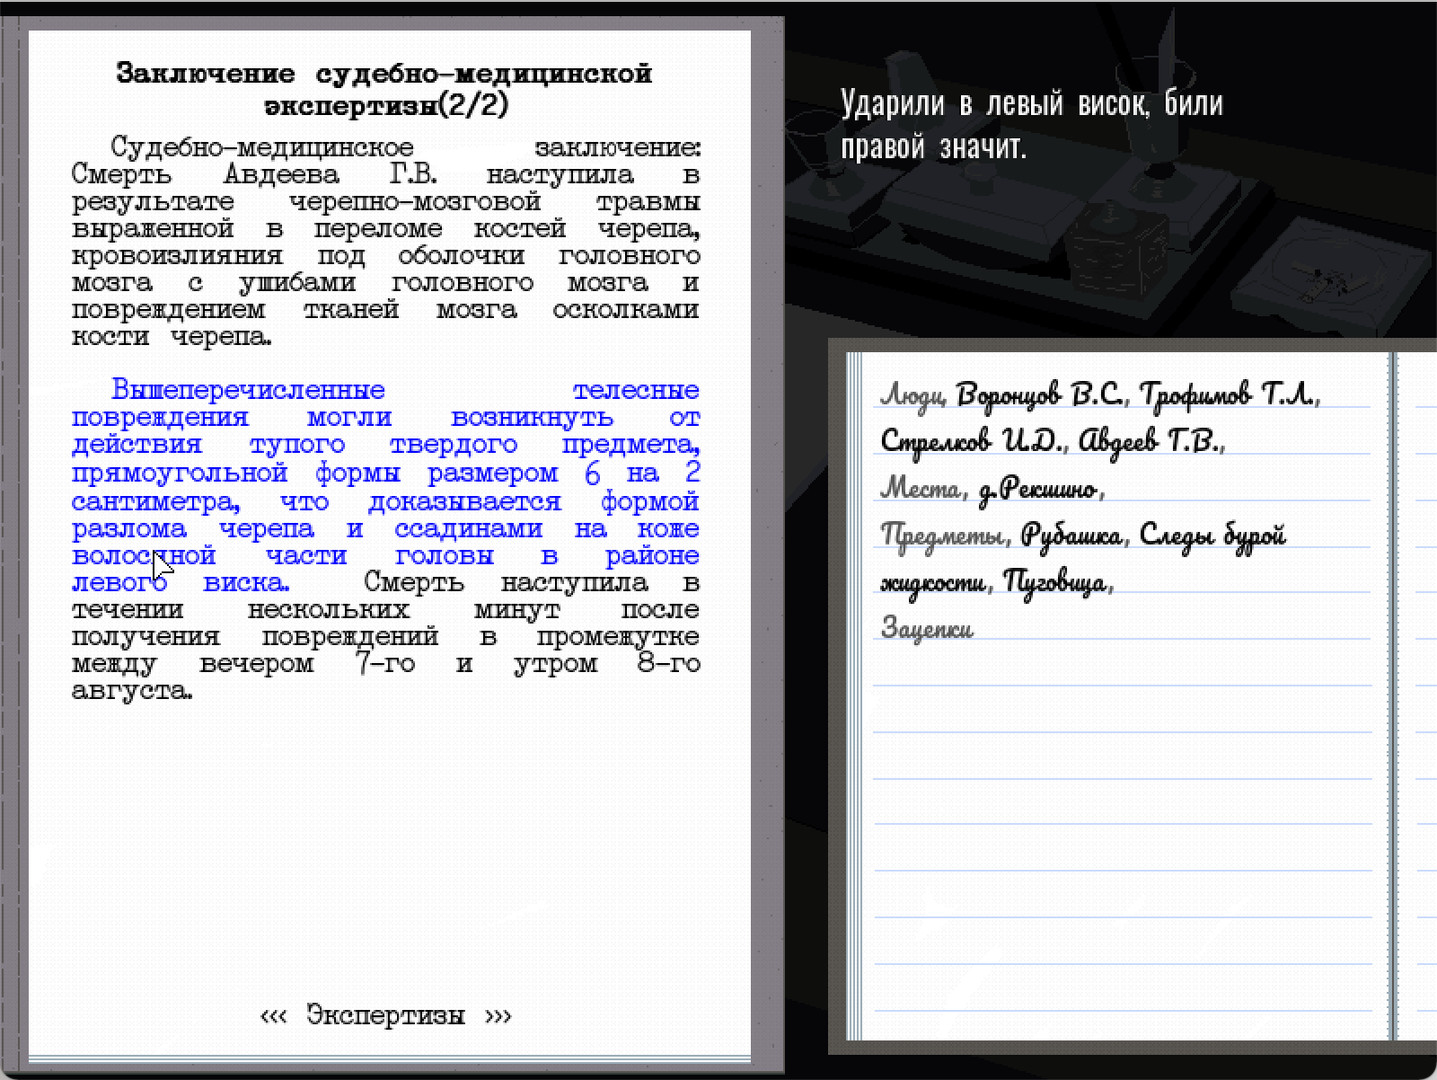 Заключение судебно-медицинской
экспертизы(2/2)
Судебно-медицинское заключение:
Смерть Авдеева Г.В. наступила в
результате черепно-мозговой травмы
выраженной в переломе костей черепа,
кровоизлияния под оболочки головного
мозга с ушибами головного мозга и
повреждением тканей мозга осколками
кости черепа.
Вышеперечисленные телесные
повреждения могли возникнуть от
действия тупого твердого предмета,
прямоугольной формы размером 6 на 2
сантиметра, что доказывается формой
разлома черепа и ссадинами на коже
волосяной части головы в районе
левого виска. Смерть наступила в
течении нескольких минут после
получения повреждений в промежутке
между вечером 7-го и утром 8-го
августа.
‹‹‹ Экспертизы ›››
Ударили в левый висок, били
правой значит.
Люди, Воронцов В.С., Трофимов Т.Л.,
Стрелков И.Д., Авдеев Г.В.,
Места, д.Рекшино,
Предметы, Рубашка, Следы бурой
жидкости, Пуговица,
Зацепки